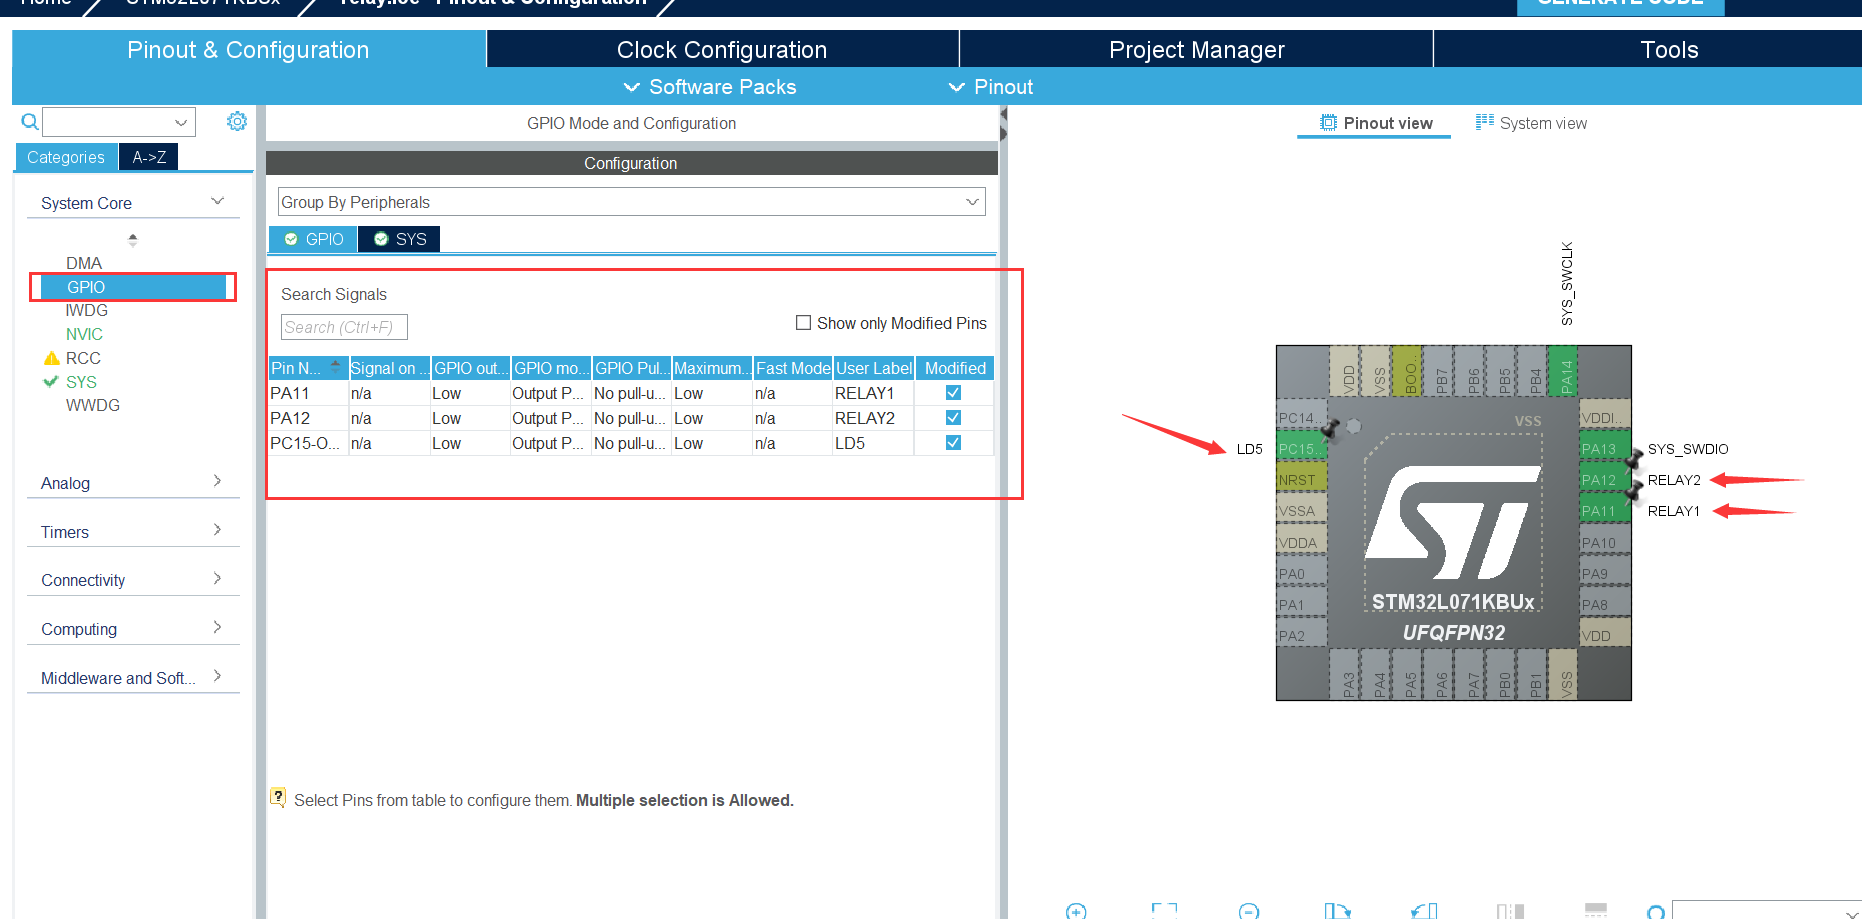 Home STM32L071KBUx relay.ioc - Pinout & Configuration GENERATE CODE
Pinout & Configuration Clock Configuration Project Manager Tools
Software Packs Pinout
GPIO Mode and Configuration
Pinout view System view
Categories A->Z
Configuration
System Core
Group By Peripherals
GPIO SYS
DMA
GPIO
IWDG
NVIC
RCC
SYS
WWDG
Analog
Timers
Connectivity
Computing
Middleware and Soft...
Search Signals
Search (Ctrl+F) Show only Modified Pins
Pin N... Signal on ... GPIO out... GPIO mo... GPIO Pul... Maximum... Fast Mode User Label Modified
PA11 n/a Low Output P... No pull-u... Low n/a RELAY1
PA12 n/a Low Output P... No pull-u... Low n/a RELAY2
PC15-O... n/a Low Output P... No pull-u... Low n/a LD5
Select Pins from table to configure them. Multiple selection is Allowed.
SYS_SWCLK
VDD VSS BOO.. PB7 PB6 PB5 PB4 PA14
PC14.. VSS VDDI..
LD5 PC15.. PA13 SYS_SWDIO
NRST PA12 RELAY2
VSSA PA11 RELAY1
VDDA PA10
PA0 PA9
PA1 PA8
PA2 VDD
STM32L071KBUx
UFQFPN32
PA3 PA4 PA5 PA6 PA7 PB0 PB1 VSS